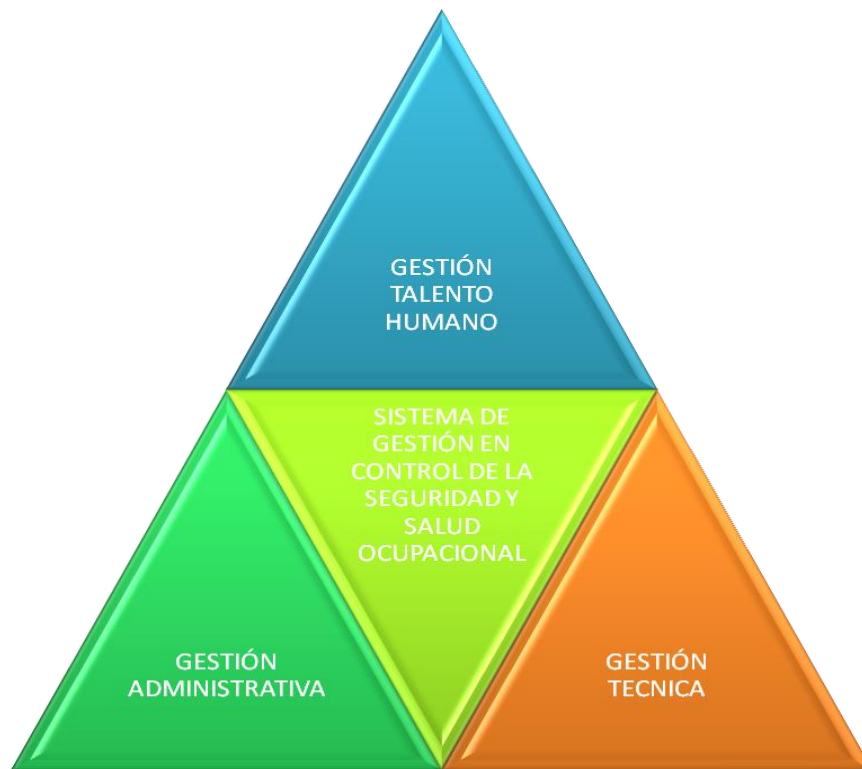 GESTIÓN
TALENTO
HUMANO
SISTEMA DE
GESTIÓN EN
CONTROL DE LA
SEGURIDAD Y
SALUD
OCUPACIONAL
GESTIÓN
ADMINISTRATIVA
GESTIÓN
TECNICA